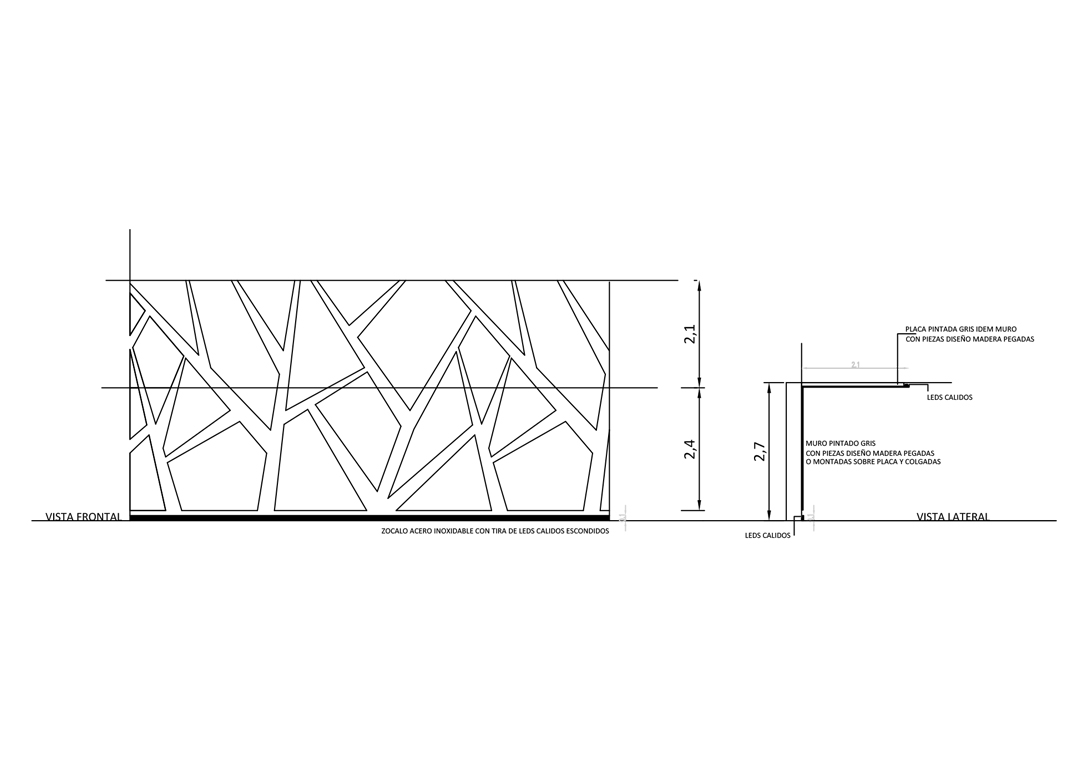 2,1
2,4
VISTA FRONTAL
ZOCALO ACERO INOXIDABLE CON TIRA DE LEDS CALIDOS ESCONDIDOS
PLACA PINTADA GRIS IDEM MURO
CON PIEZAS DISEÑO MADERA PEGADAS
2,1
LEDS CALIDOS
2,7
MURO PINTADO GRIS
CON PIEZAS DISEÑO MADERA PEGADAS
O MONTADAS SOBRE PLACA Y COLGADAS
VISTA LATERAL
LEDS CALIDOS